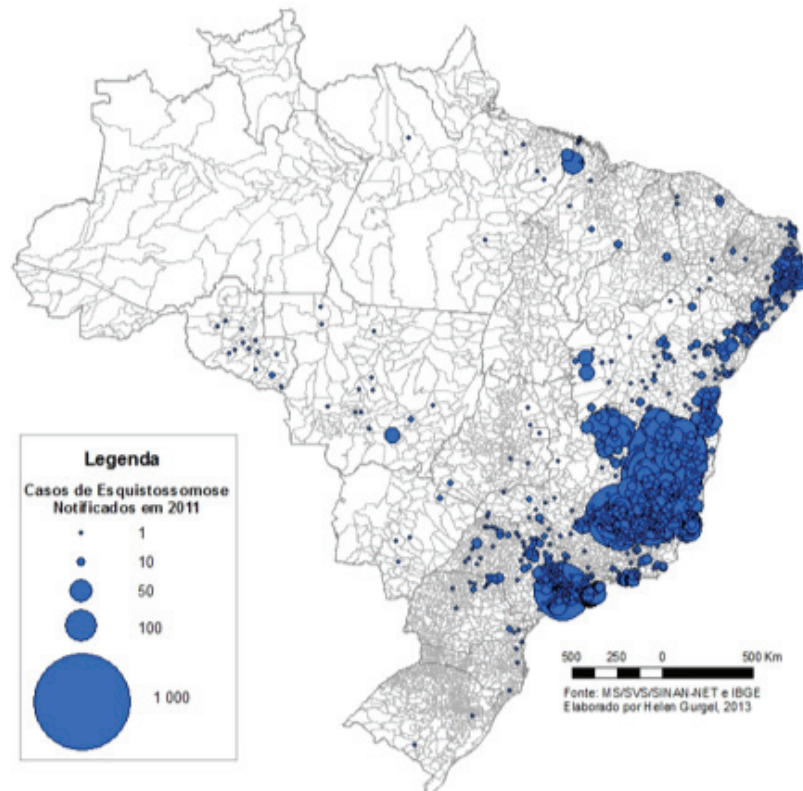 Legenda
Casos de Esquistossomose
Notificados em 2011
1
10
50
100
1 000
500 250 0 500 Km
Fonte: MS/SVS/SINAN-NET e IBGE
Elaborado por Helen Gurgel, 2013